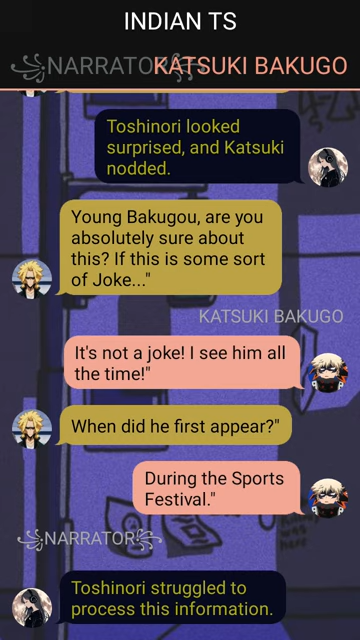 INDIAN TS
꧁NARRATOR꧂ KATSUKI BAKUGO
Toshinori looked
surprised, and Katsuki
nodded.
Young Bakugou, are you
absolutely sure about
this? If this is some sort
of Joke..."
KATSUKI BAKUGO
It's not a joke! I see him all
the time!"
When did he first appear?"
During the Sports
Festival."
꧁NARRATOR꧂
Toshinori struggled to
process this information.
was
here